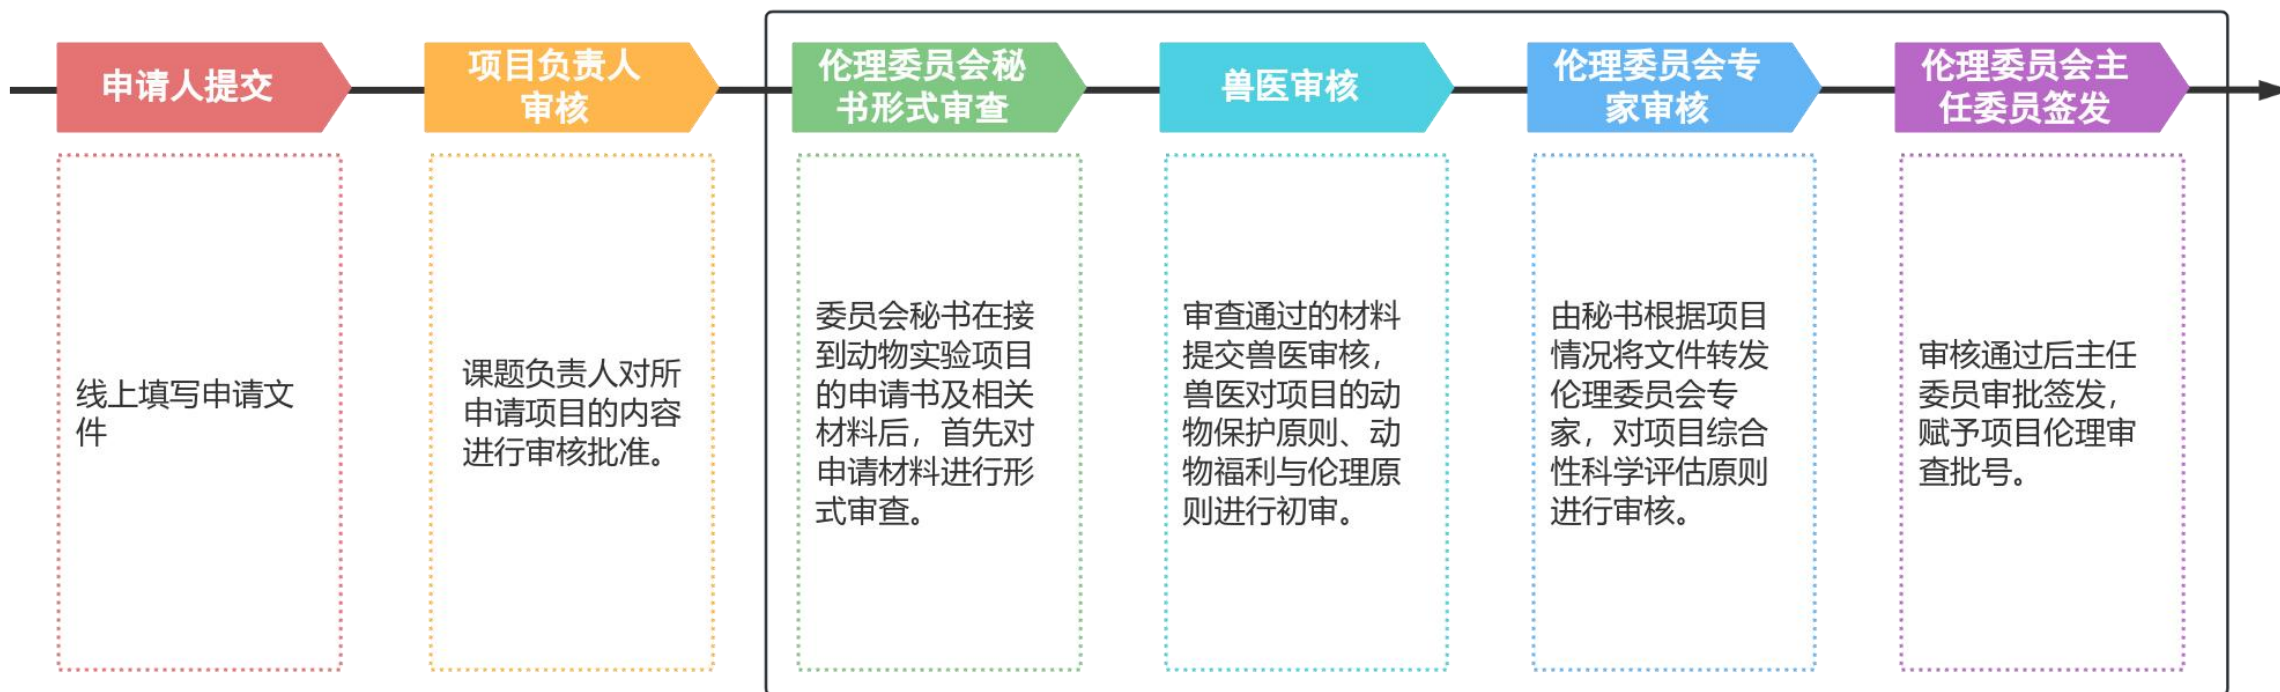 申请人提交
项目负责人
审核
伦理委员会秘
书形式审查
兽医审核
伦理委员会专
家审核
伦理委员会主
任委员签发
线上填写申请文
件
课题负责人对所
申请项目的内容
进行审核批准。
委员会秘书在接
到动物实验项目
的申请书及相关
材料后，首先对
申请材料进行形
式审查。
审查通过的材料
提交兽医审核，
兽医对项目的动
物保护原则、动
物福利与伦理原
则进行初审。
由秘书根据项目
情况将文件转发
伦理委员会专
家，对项目综合
性科学评估原则
进行审核。
审核通过后主任
委员审批签发，
赋予项目伦理审
查批号。